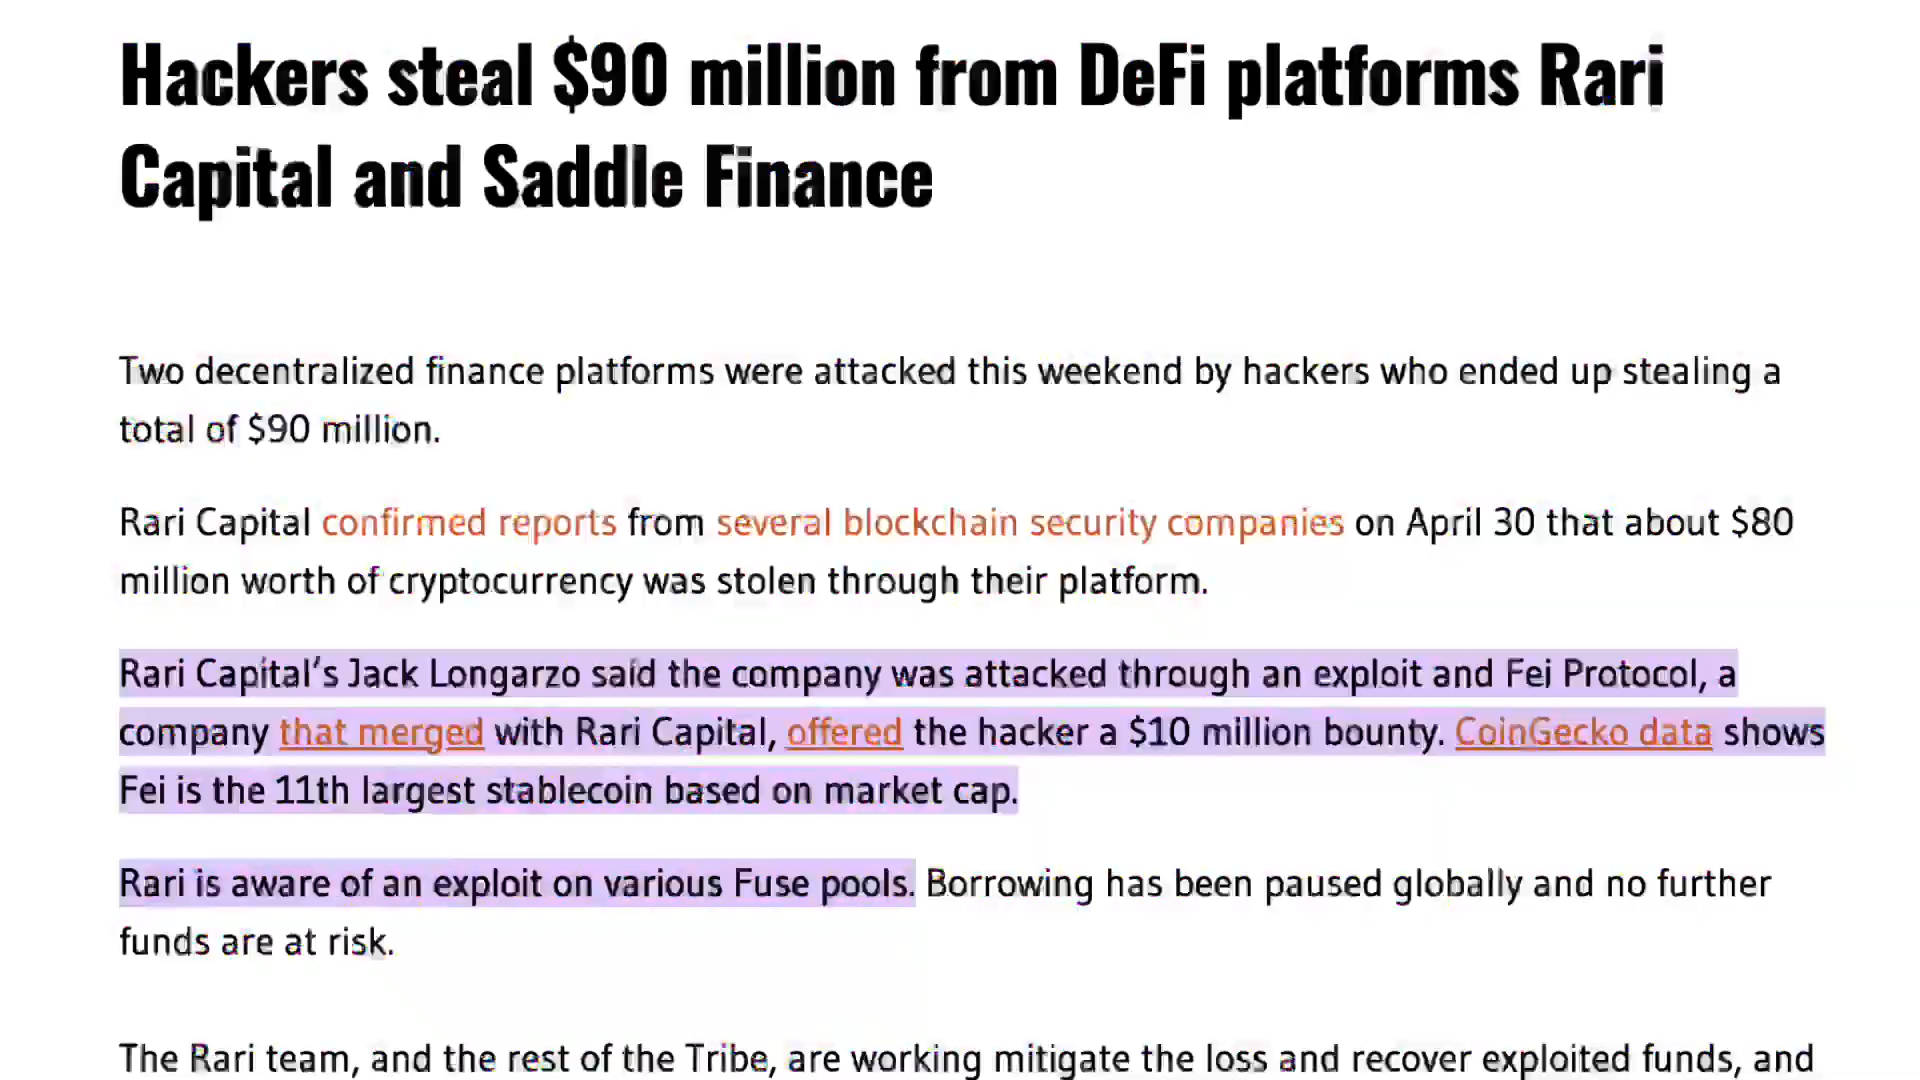 Hackers steal $90 million from DeFi platforms Rari
Capital and Saddle Finance
Two decentralized finance platforms were attacked this weekend by hackers who ended up stealing a
total of $90 million.
Rari Capital confirmed reports from several blockchain security companies on April 30 that about $80
million worth of cryptocurrency was stolen through their platform.
Rari Capital’s Jack Longarzo said the company was attacked through an exploit and Fei Protocol, a
company that merged with Rari Capital, offered the hacker a $10 million bounty. CoinGecko data shows
Fei is the 11th largest stablecoin based on market cap.
Rari is aware of an exploit on various Fuse pools. Borrowing has been paused globally and no further
funds are at risk.
The Rari team, and the rest of the Tribe, are working mitigate the loss and recover exploited funds, and